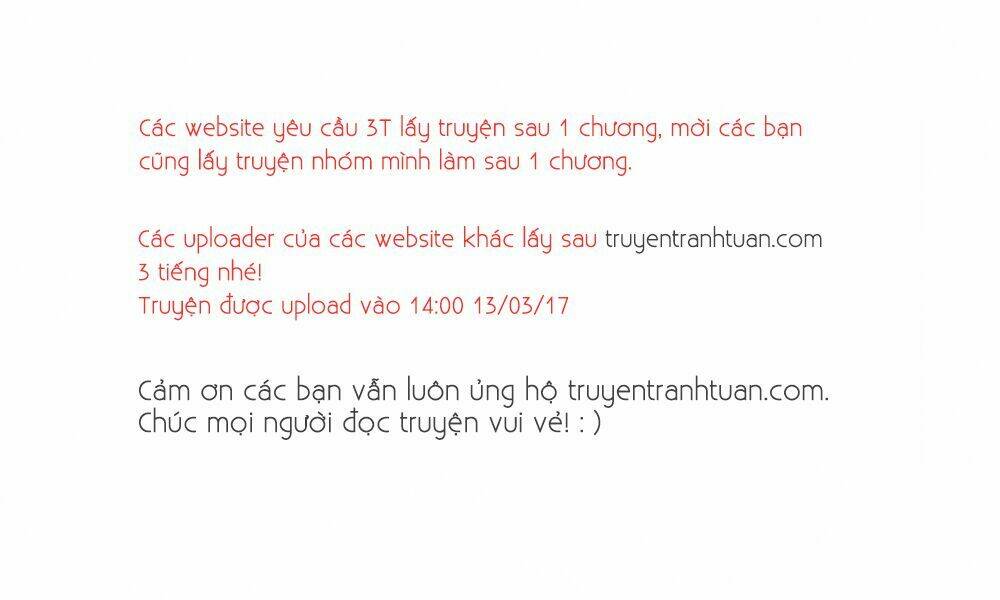 Các website yêu cầu 3T lấy truyện sau 1 chương, mời các bạn
cũng lấy truyện nhóm mình làm sau 1 chương.
Các uploader của các website khác lấy sau truyentranhtuan.com
3 tiếng nhé!
Truyện được upload vào 14:00 13/03/17
Cảm ơn các bạn vẫn luôn ủng hộ truyentranhtuan.com.
Chúc mọi người đọc truyện vui vẻ! : )